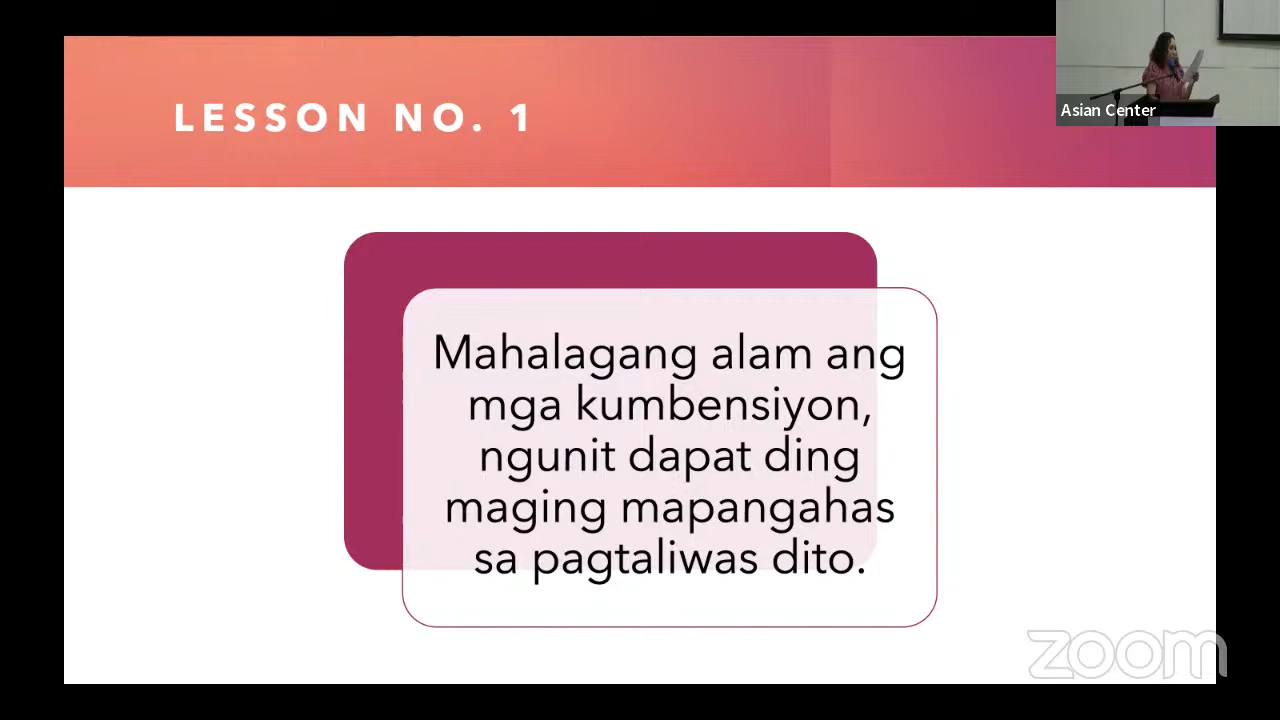 LESSON NO. 1
Asian Center
Mahalagang alam ang
mga kumbensiyon,
ngunit dapat ding
maging mapangahas
sa pagtaliwas dito.
zoom